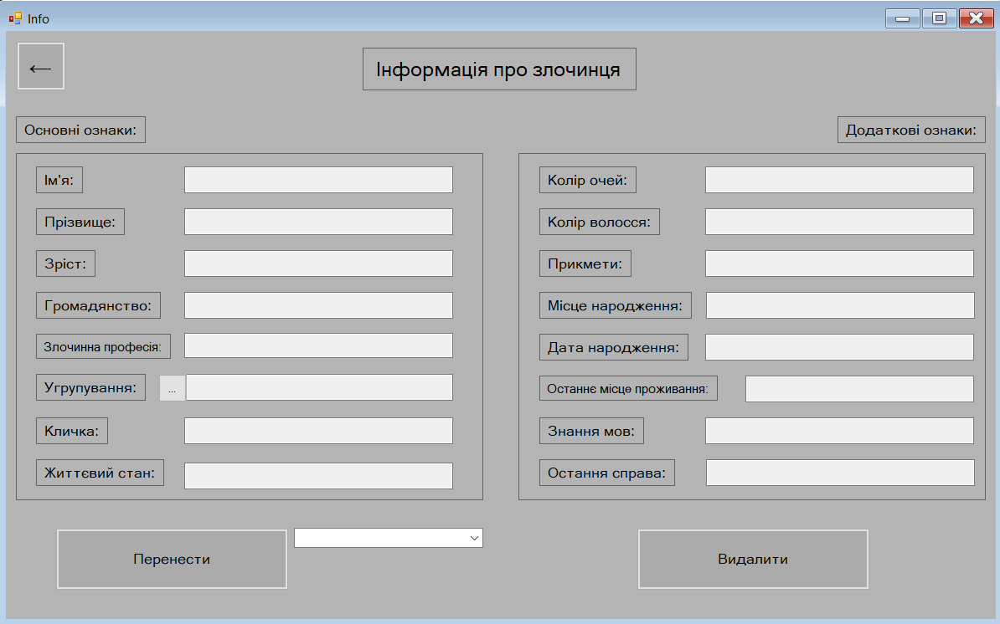 Info
←
Інформація про злочинця
Основні ознаки:
Додаткові ознаки:
Ім'я:
Прізвище:
Зріст:
Громадянство:
Злочинна професія:
Угрупування:
...
Кличка:
Життєвий стан:
Колір очей:
Колір волосся:
Прикмети:
Місце народження:
Дата народження:
Останнє місце проживання:
Знання мов:
Остання справа:
Перенести
Видалити